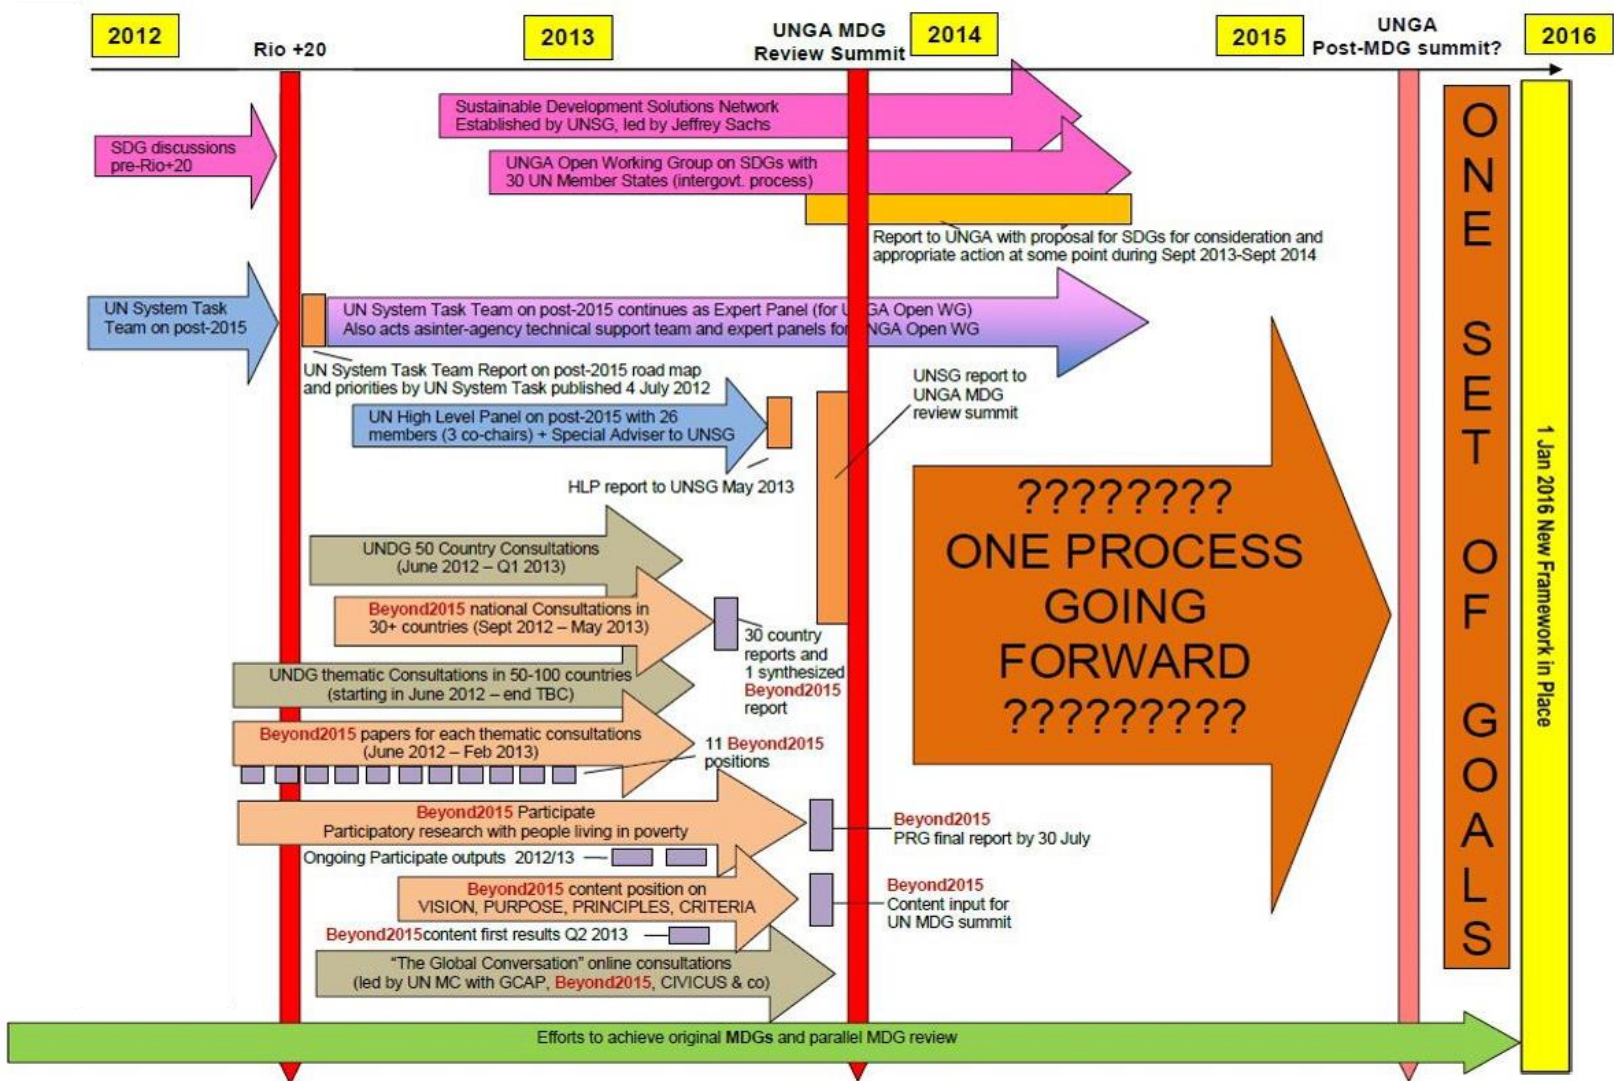 2012
Rio +20
2013
UNGA MDG
Review Summit
2014
2015
UNGA
Post-MDG summit?
2016
Sustainable Development Solutions Network
Established by UNSG, led by Jeffrey Sachs
SDG discussions
pre-Rio+20
UNGA Open Working Group on SDGs with
30 UN Member States (intergovt. process)
Report to UNGA with proposal for SDGs for consideration and
appropriate action at some point during Sept 2013-Sept 2014
UN System Task
Team on post-2015
UN System Task Team on post-2015 continues as Expert Panel (for UNGA Open WG)
Also acts asinter-agency technical support team and expert panels for UNGA Open WG
UN System Task Team Report on post-2015 road map
and priorities by UN System Task published 4 July 2012
UN High Level Panel on post-2015 with 26
members (3 co-chairs) + Special Adviser to UNSG
HLP report to UNSG May 2013
UNSG report to
UNGA MDG
review summit
UNDG 50 Country Consultations
(June 2012 – Q1 2013)
Beyond2015 national Consultations in
30+ countries (Sept 2012 – May 2013)
30 country
reports and
1 synthesized
Beyond2015
report
UNDG thematic Consultations in 50-100 countries
(starting in June 2012 – end TBC)
Beyond2015 papers for each thematic consultations
(June 2012 – Feb 2013)
11 Beyond2015
positions
Beyond2015 Participate
Participatory research with people living in poverty
Beyond2015
PRG final report by 30 July
Ongoing Participate outputs 2012/13
Beyond2015 content position on
VISION, PURPOSE, PRINCIPLES, CRITERIA
Beyond2015
Content input for
UN MDG summit
Beyond2015content first results Q2 2013
"The Global Conversation" online consultations
(led by UN MC with GCAP, Beyond2015, CIVICUS & co)
????????
ONE PROCESS
GOING
FORWARD
?????????
ONE SET OF GOALS
1 Jan 2016 New Framework in Place
Efforts to achieve original MDGs and parallel MDG review